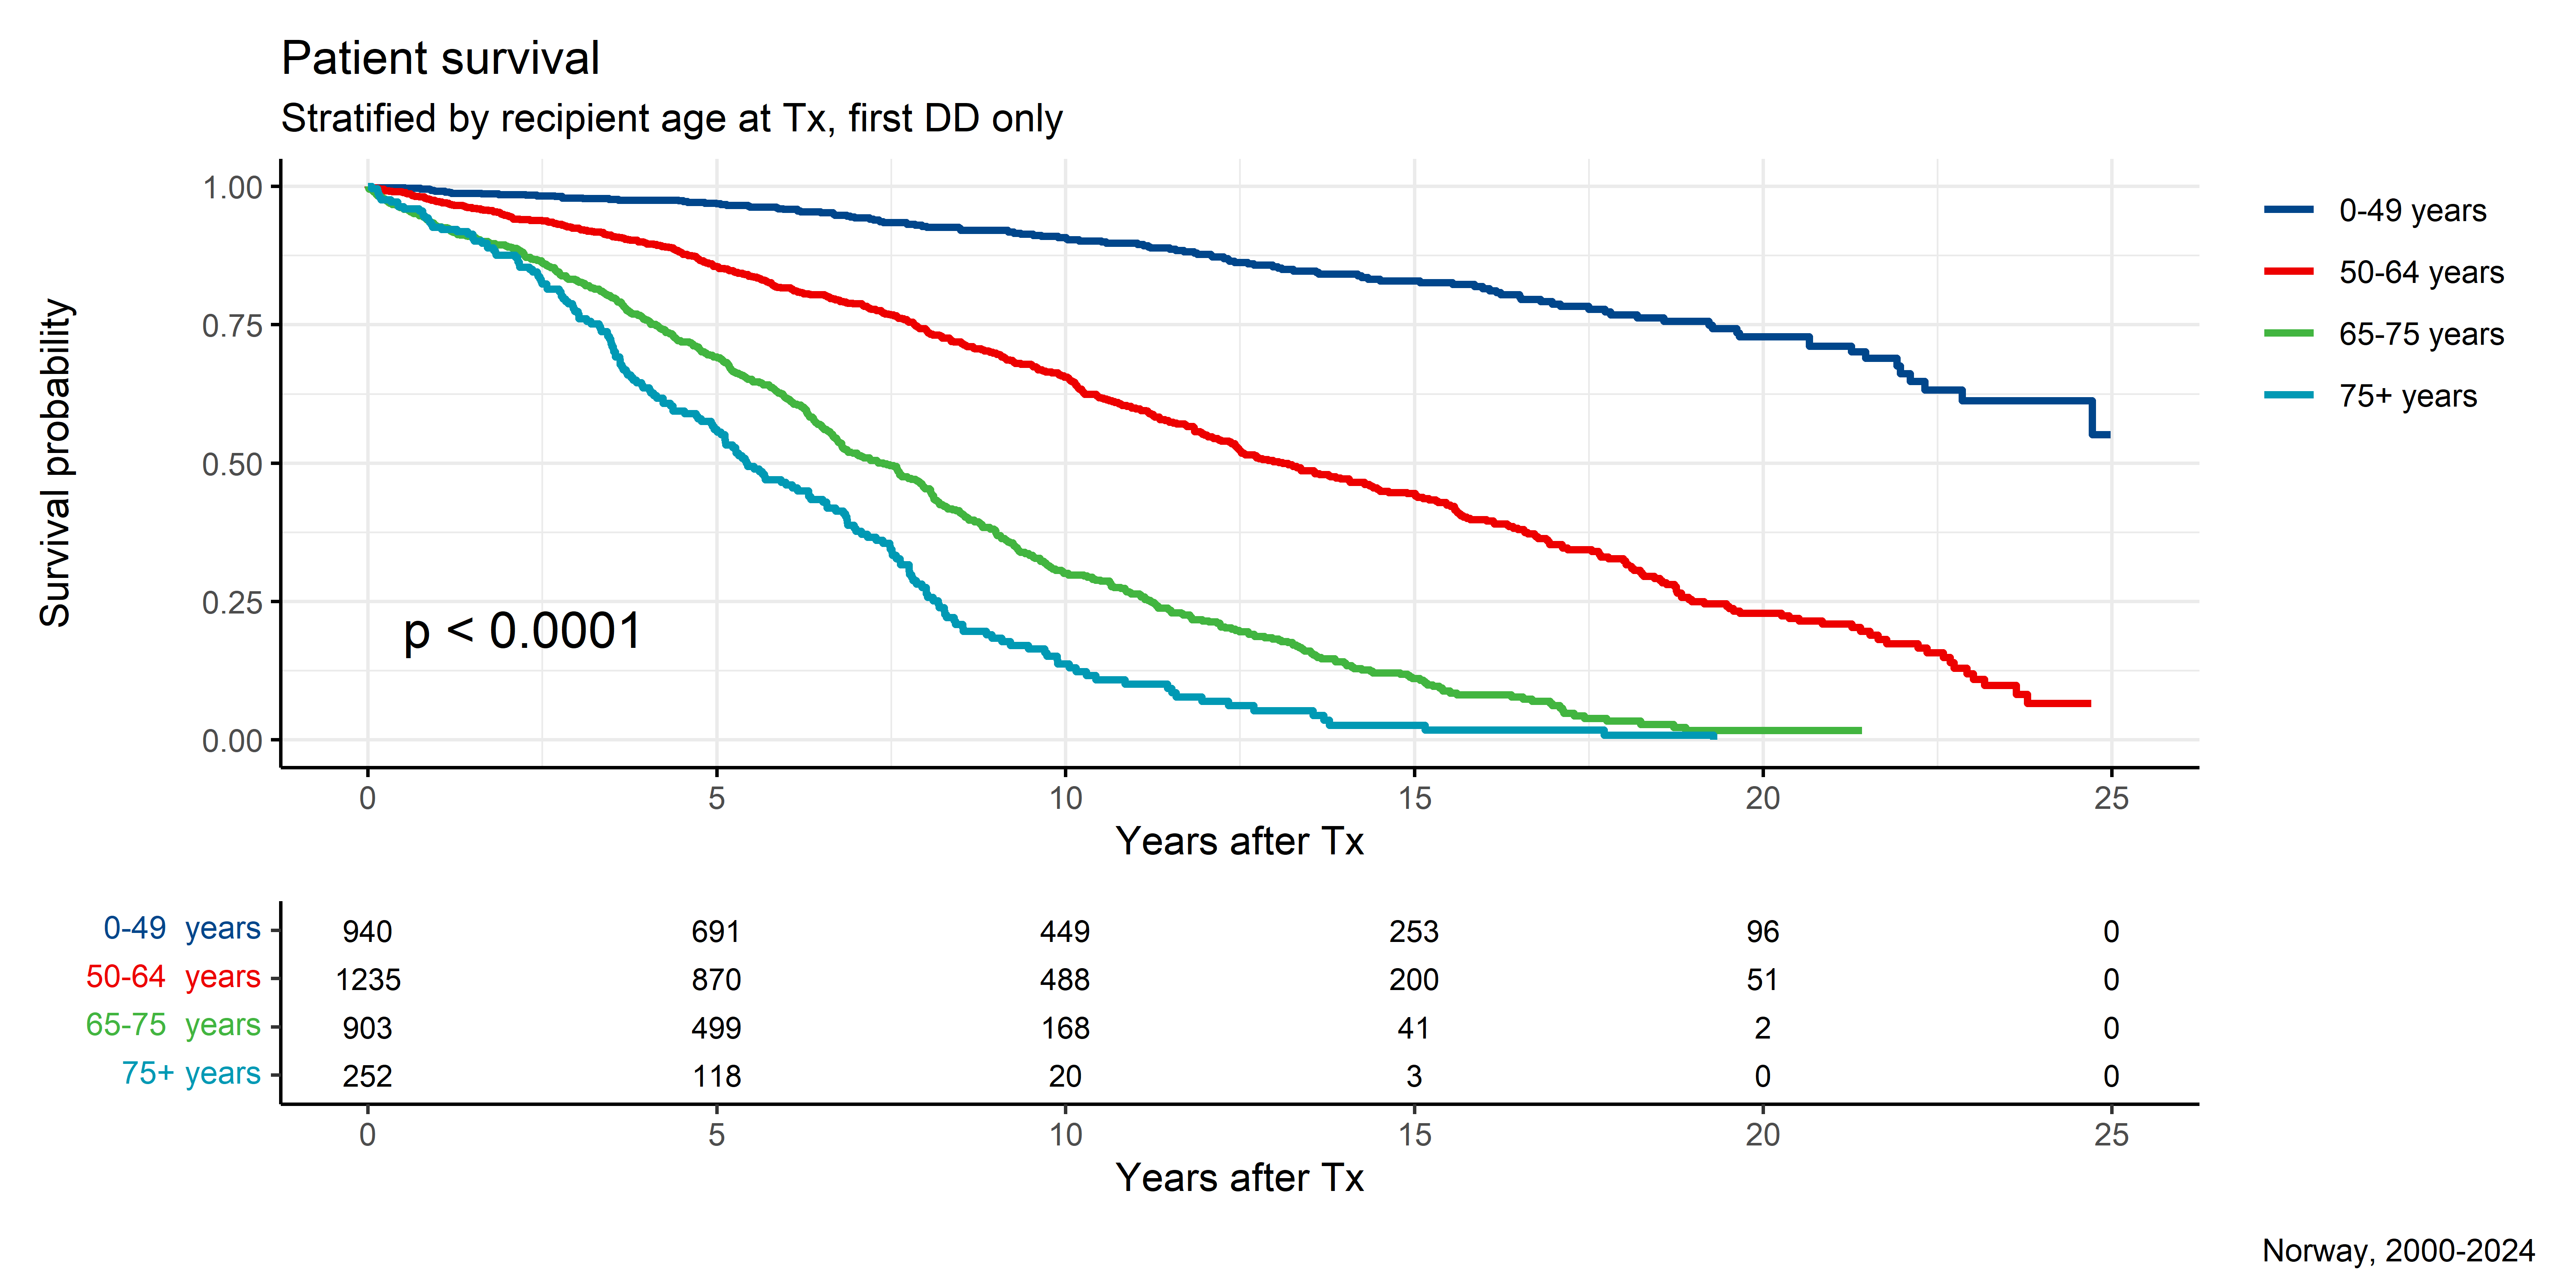 Patient survival
Stratified by recipient age at Tx, first DD only
Survival probability
1.00
0.75
0.50
0.25
0.00
p < 0.0001
0 5 10 15 20 25
Years after Tx
0-49 years
50-64 years
65-75 years
75+ years
0-49 years 940 691 449 253 96 0
50-64 years 1235 870 488 200 51 0
65-75 years 903 499 168 41 2 0
75+ years 252 118 20 3 0 0
0 5 10 15 20 25
Years after Tx
Norway, 2000-2024